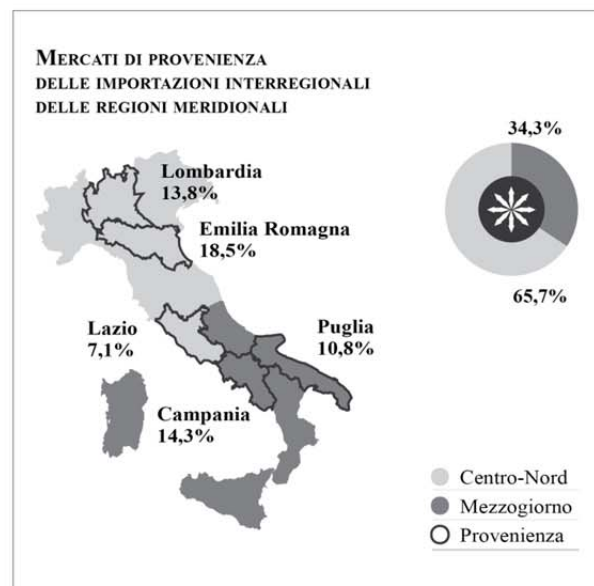 MERCATI DI PROVENIENZA
DELLE IMPORTAZIONI INTERREGIONALI
DELLE REGIONI MERIDIONALI
34,3%
65,7%
Lombardia
13,8%
Emilia Romagna
18,5%
Lazio
7,1%
Puglia
10,8%
Campania
14,3%
Centro-Nord
Mezzogiorno
Provenienza